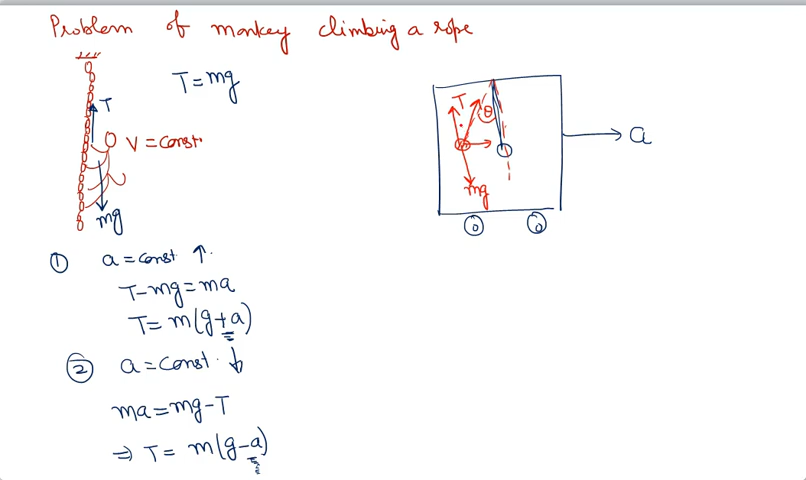 Problem of monkey climbing a rope
T = mg
T
V = const
mg
① a = const ↑
T - mg = ma
T = m(g + a)
② a = const. ↓
ma = mg - T
⇒ T = m(g - a)
T θ
mg
a